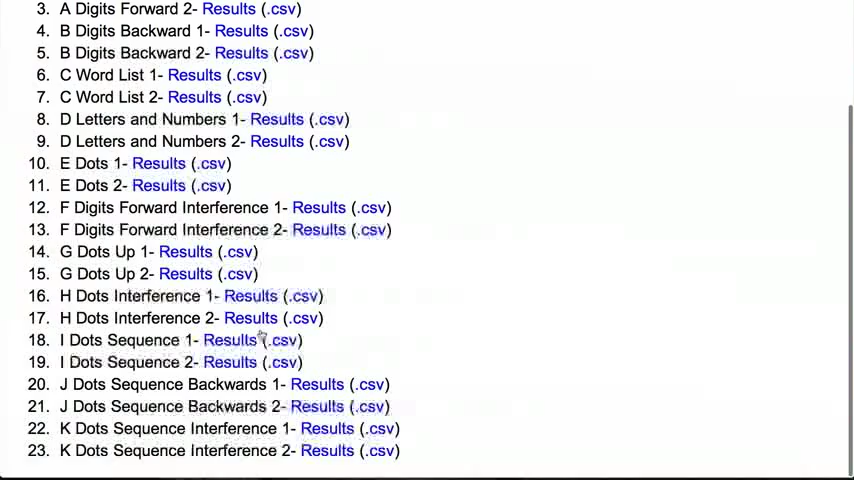 3. A Digits Forward 2- Results (.csv)
4. B Digits Backward 1- Results (.csv)
5. B Digits Backward 2- Results (.csv)
6. C Word List 1- Results (.csv)
7. C Word List 2- Results (.csv)
8. D Letters and Numbers 1- Results (.csv)
9. D Letters and Numbers 2- Results (.csv)
10. E Dots 1- Results (.csv)
11. E Dots 2- Results (.csv)
12. F Digits Forward Interference 1- Results (.csv)
13. F Digits Forward Interference 2- Results (.csv)
14. G Dots Up 1- Results (.csv)
15. G Dots Up 2- Results (.csv)
16. H Dots Interference 1- Results (.csv)
17. H Dots Interference 2- Results (.csv)
18. I Dots Sequence 1- Results (.csv)
19. I Dots Sequence 2- Results (.csv)
20. J Dots Sequence Backwards 1- Results (.csv)
21. J Dots Sequence Backwards 2- Results (.csv)
22. K Dots Sequence Interference 1- Results (.csv)
23. K Dots Sequence Interference 2- Results (.csv)